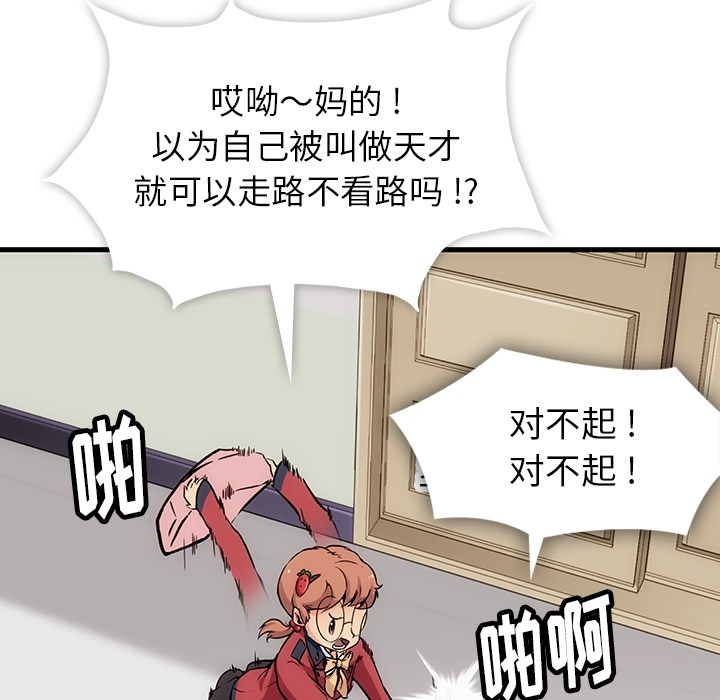 哎呦～妈的！
以为自己被叫做天才
就可以走路不看路吗!?
对不起！
对不起！
啪
啪啊